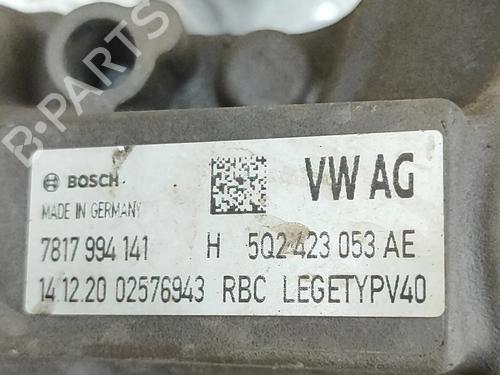 B-PARTS
BOSCH VW AG
MADE IN GERMANY
7817 994 141 H 5Q2 423 053 AE
14.12.20 02576943 RBC LEGETYPV40